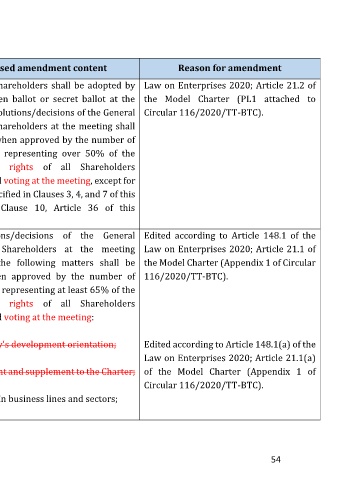 sed amendment content
Reason for amendment
hareholders shall be adopted by
en ballot or secret ballot at the
olutions/decisions of the General
hareholders at the meeting shall
when approved by the number of
representing over 50% of the
rights of all Shareholders
voting at the meeting, except for
cified in Clauses 3, 4, and 7 of this
Clause 10, Article 36 of this
Law on Enterprises 2020; Article 21.2 of
the Model Charter (PL1 attached to
Circular 116/2020/TT-BTC).
ns/decisions of the General
Shareholders at the meeting
he following matters shall be
en approved by the number of
representing at least 65% of the
rights of all Shareholders
voting at the meeting:
y's development orientation;
nt and supplement to the Charter;
In business lines and sectors;
Edited according to Article 148.1 of the
Law on Enterprises 2020; Article 21.1 of
the Model Charter (Appendix 1 of Circular
116/2020/TT-BTC).
Edited according to Article 148.1(a) of the
Law on Enterprises 2020; Article 21.1(a)
of the Model Charter (Appendix 1 of
Circular 116/2020/TT-BTC).
54